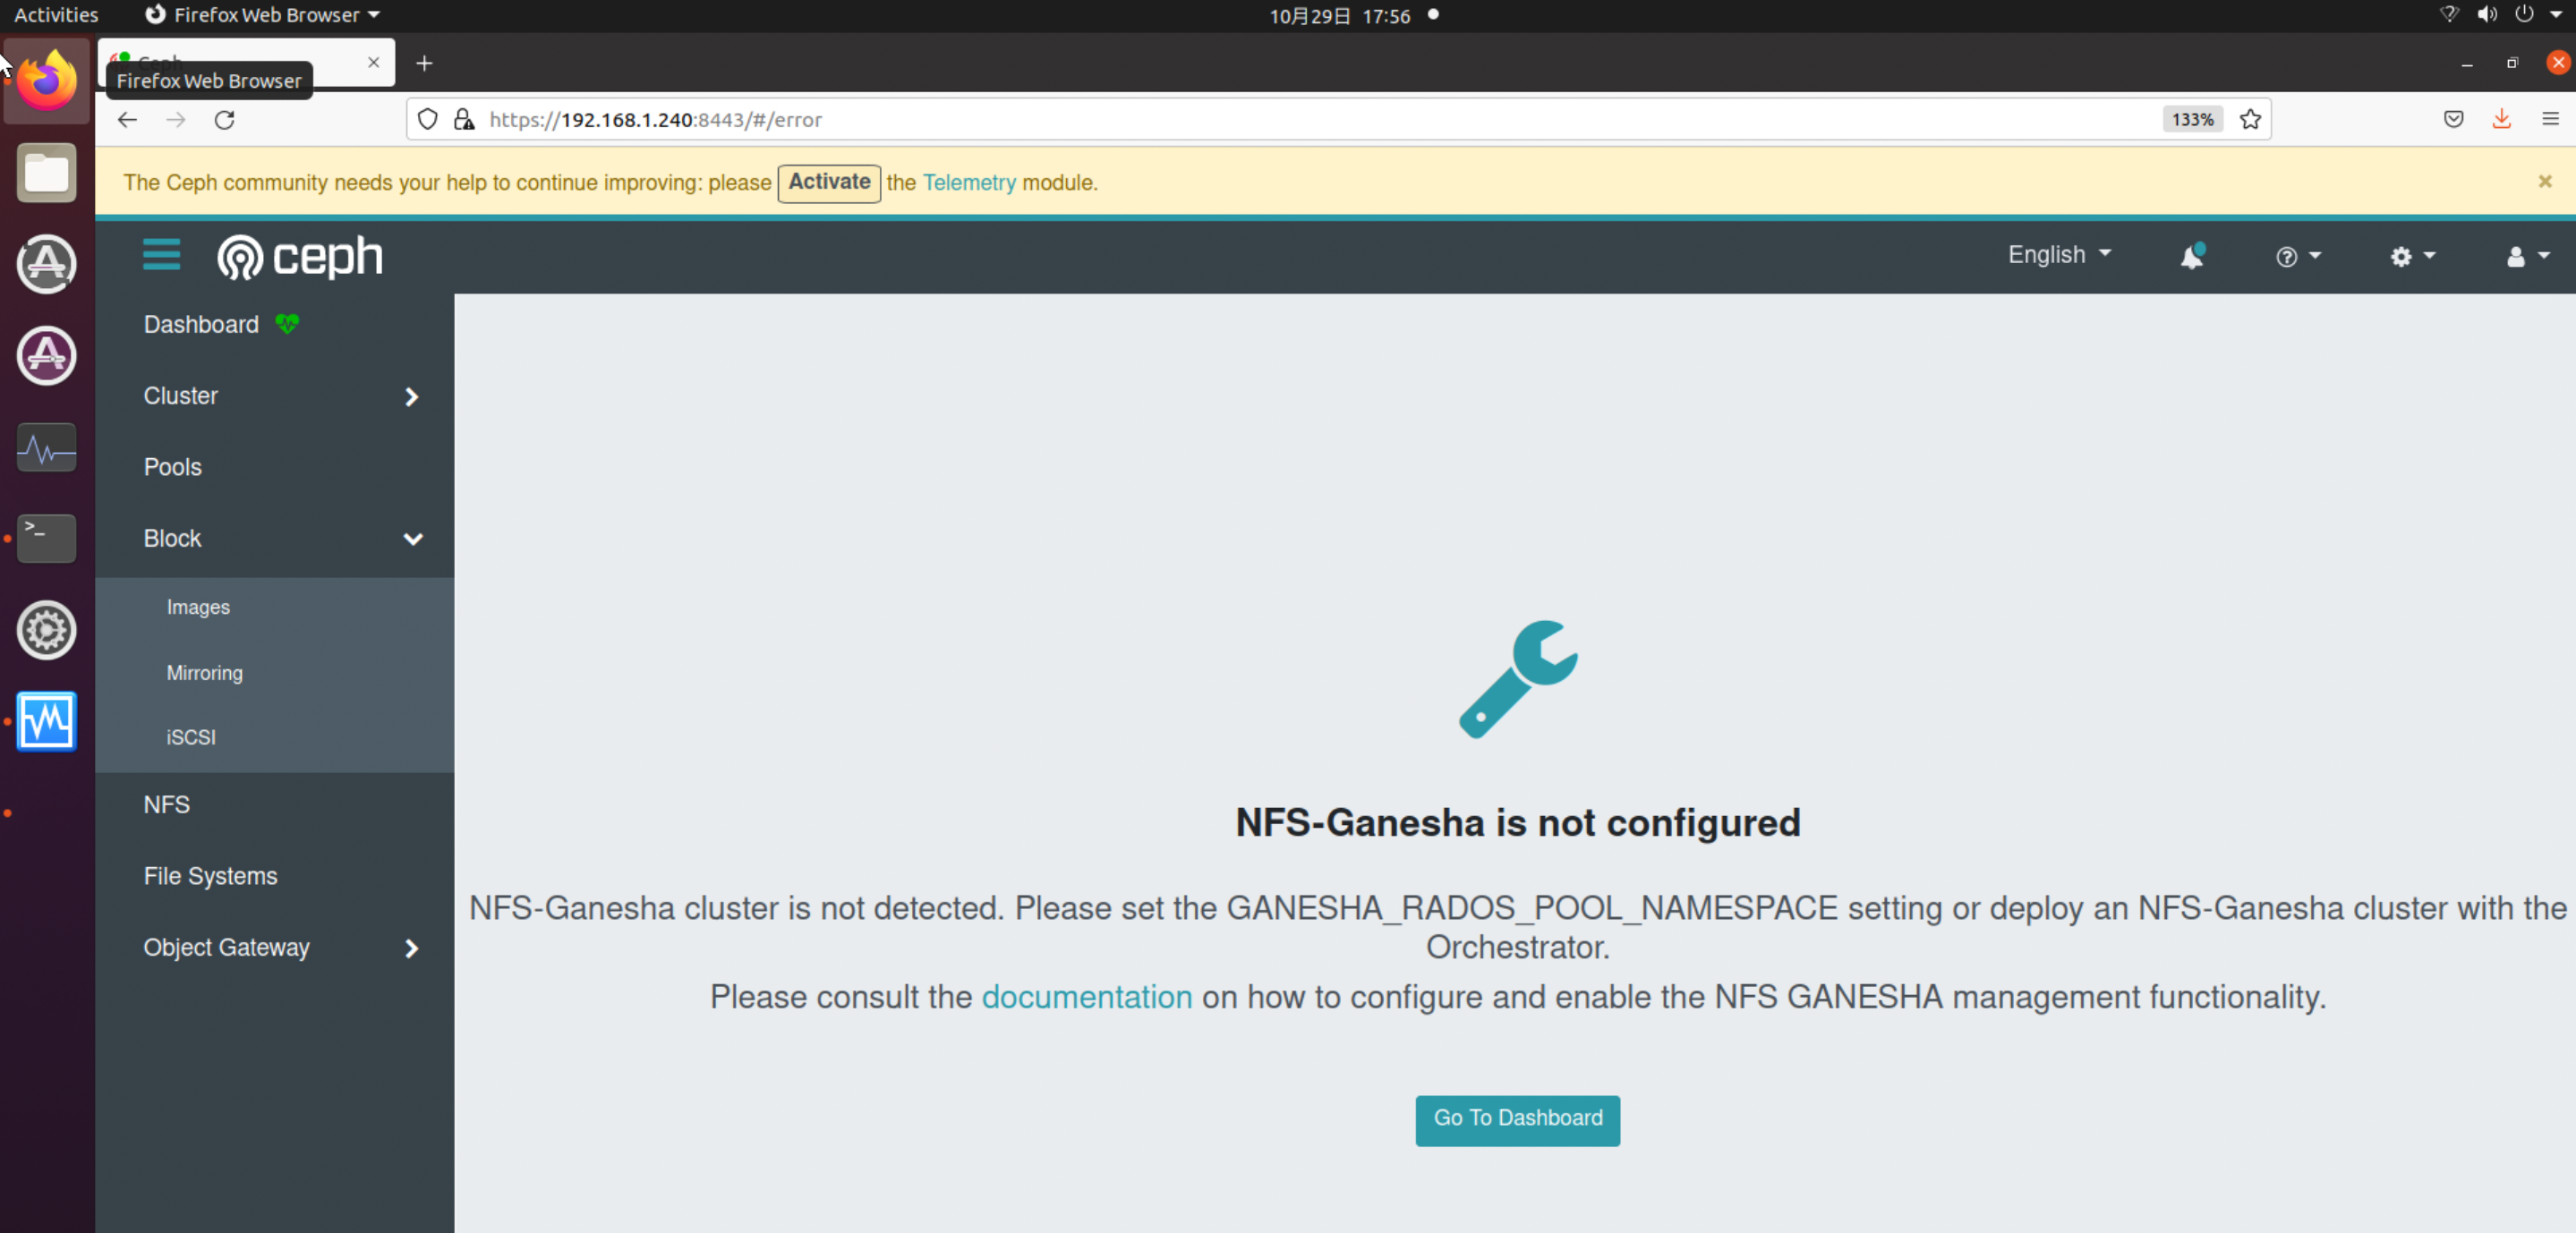 Activities
Firefox Web Browser
10月29日 17:56
Ceph
Firefox Web Browser
https://192.168.1.240:8443/#/error
133%
The Ceph community needs your help to continue improving: please Activate the Telemetry module.
ceph
English
Dashboard
Cluster
Pools
Block
Images
Mirroring
iSCSI
NFS
File Systems
Object Gateway
NFS-Ganesha is not configured
NFS-Ganesha cluster is not detected. Please set the GANESHA_RADOS_POOL_NAMESPACE setting or deploy an NFS-Ganesha cluster with the
Orchestrator.
Please consult the documentation on how to configure and enable the NFS GANESHA management functionality.
Go To Dashboard